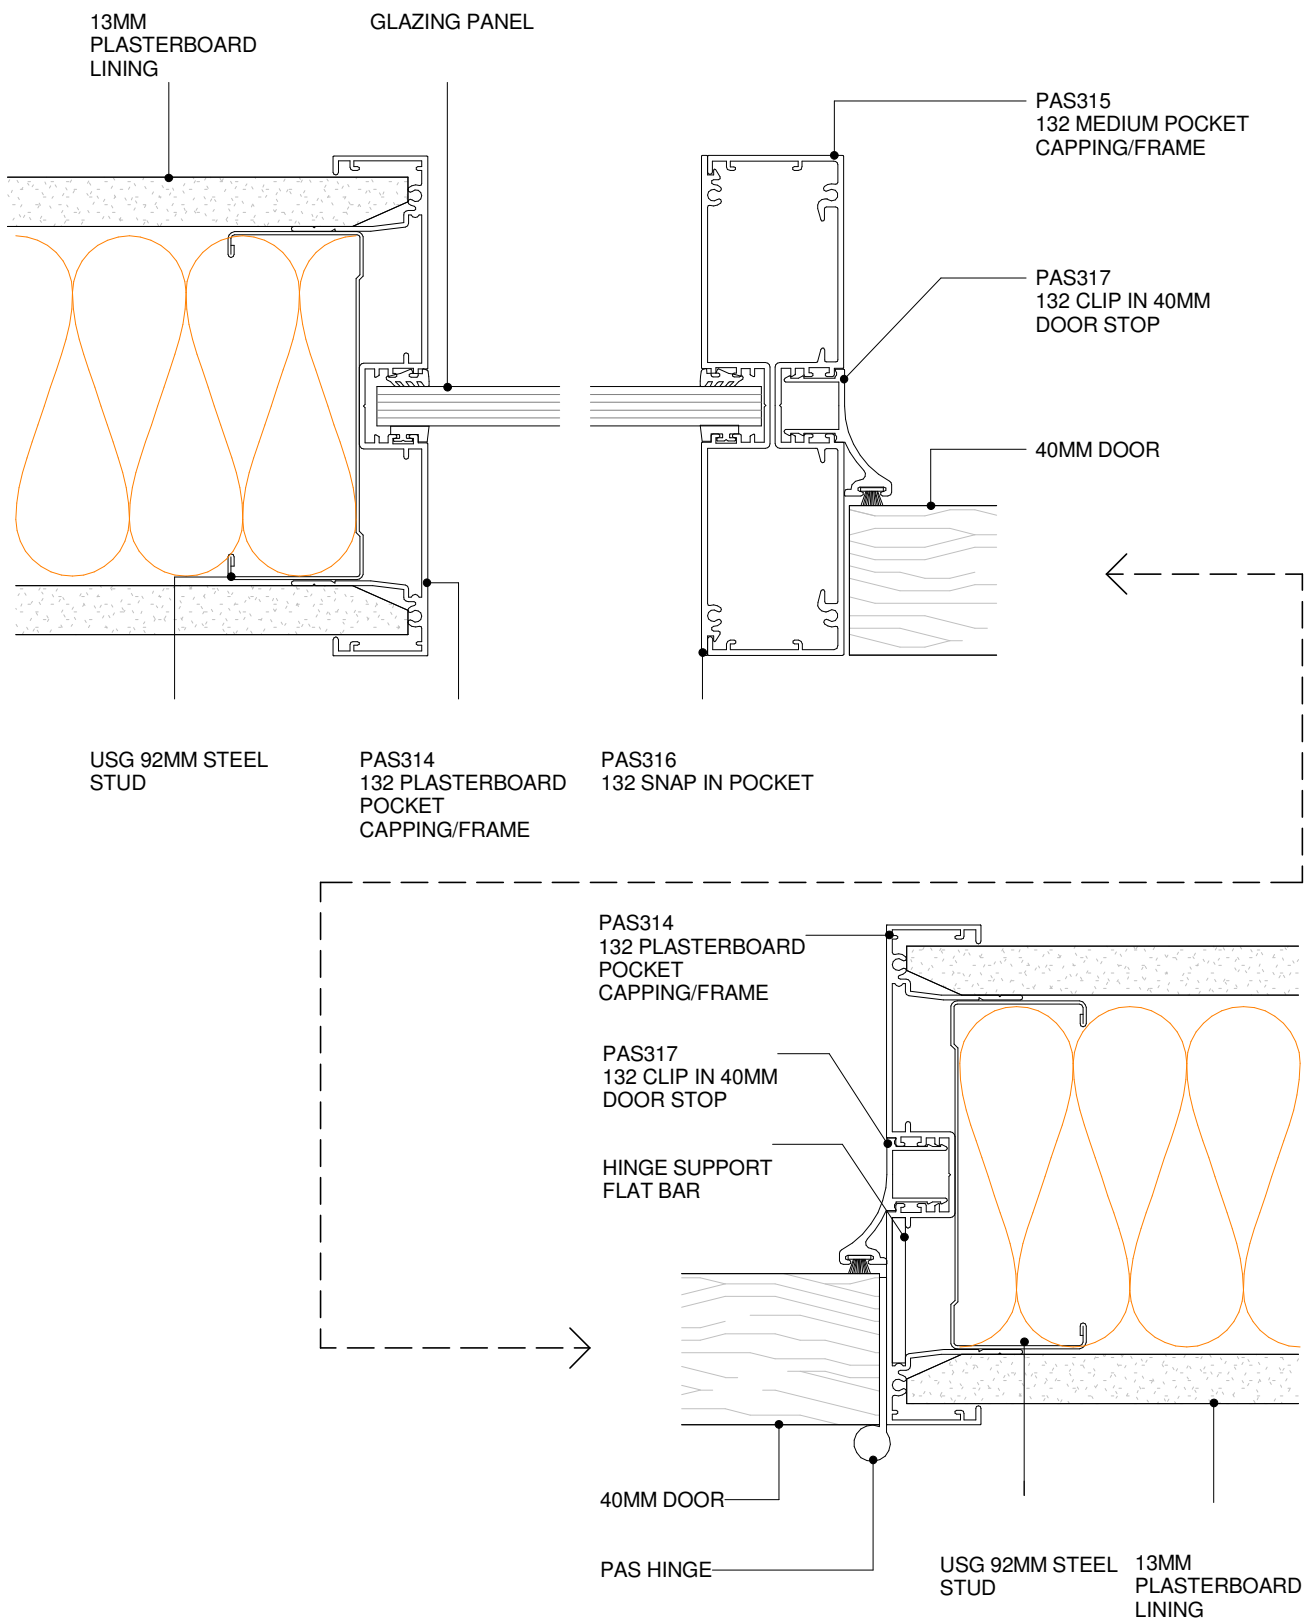 13MM
PLASTERBOARD
LINING
GLAZING PANEL
PAS315
132 MEDIUM POCKET
CAPPING/FRAME
PAS317
132 CLIP IN 40MM
DOOR STOP
40MM DOOR
USG 92MM STEEL
STUD
PAS314
132 PLASTERBOARD
POCKET
CAPPING/FRAME
PAS316
132 SNAP IN POCKET
PAS314
132 PLASTERBOARD
POCKET
CAPPING/FRAME
PAS317
132 CLIP IN 40MM
DOOR STOP
HINGE SUPPORT
FLAT BAR
40MM DOOR
PAS HINGE
USG 92MM STEEL
STUD
13MM
PLASTERBOARD
LINING